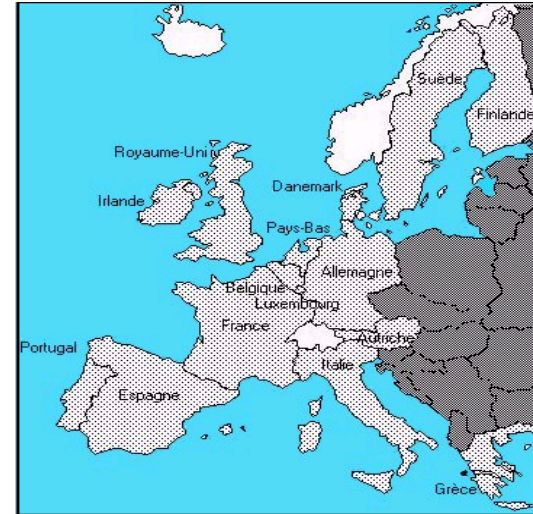 Suède
Finlande
Royaume-Uni
Danemark
Irlande
Pays-Bas
Allemagne
Belgique
Luxembourg
France
Autriche
Portugal
Italie
Espagne
Grèce